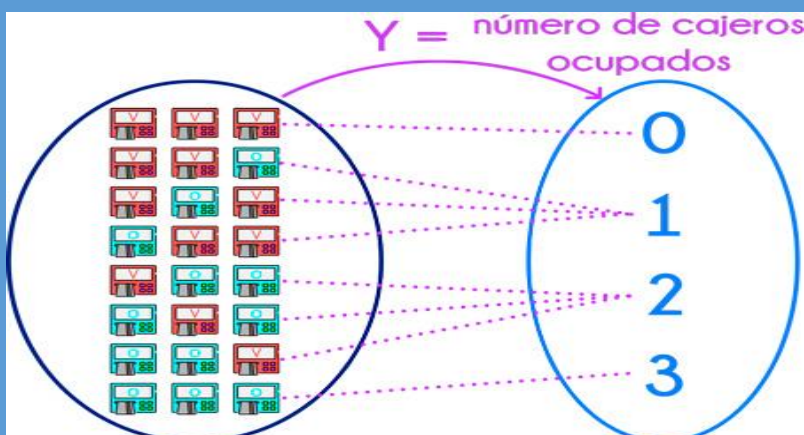 Y = número de cajeros
ocupados
V V V
V V O
V O V
O V V
V O O
O V O
O O V
O O O
0
1
2
3